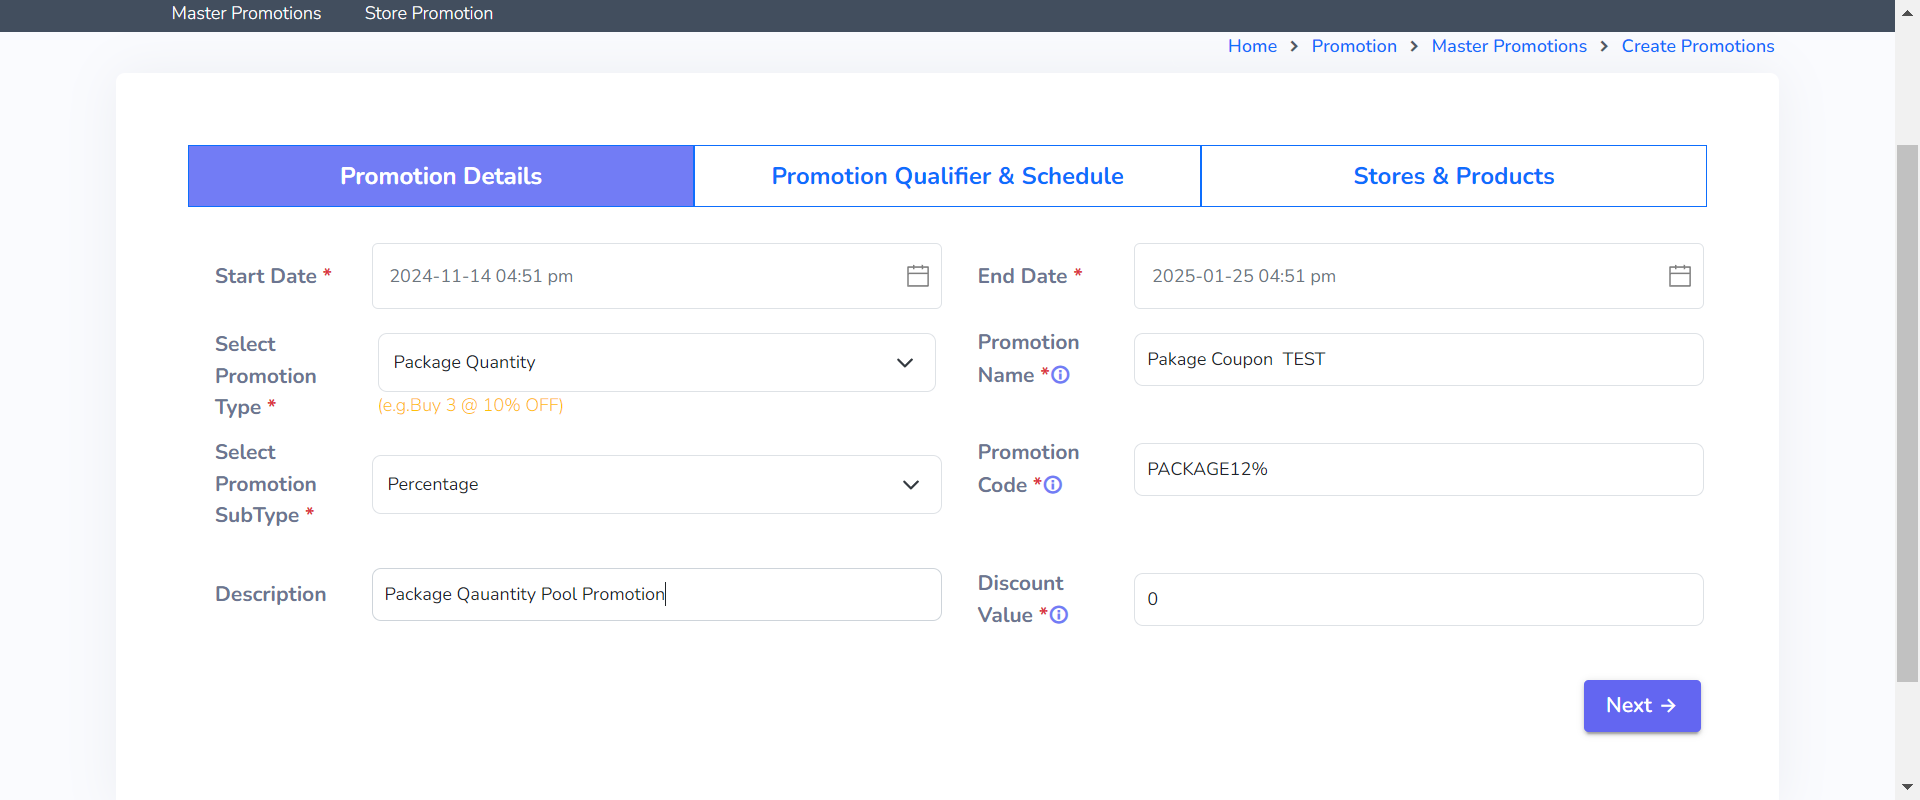 Master Promotions Store Promotion
Home > Promotion > Master Promotions > Create Promotions
Promotion Details
Promotion Qualifier & Schedule
Stores & Products
Start Date *
2024-11-14 04:51 pm
End Date *
2025-01-25 04:51 pm
Select
Promotion
Type *
Package Quantity
(e.g.Buy 3 @ 10% OFF)
Promotion
Name *
Pakage Coupon  TEST
Select
Promotion
SubType *
Percentage
Promotion
Code *
PACKAGE12%
Description
Package Qauantity Pool Promotion
Discount
Value *
0
Next →